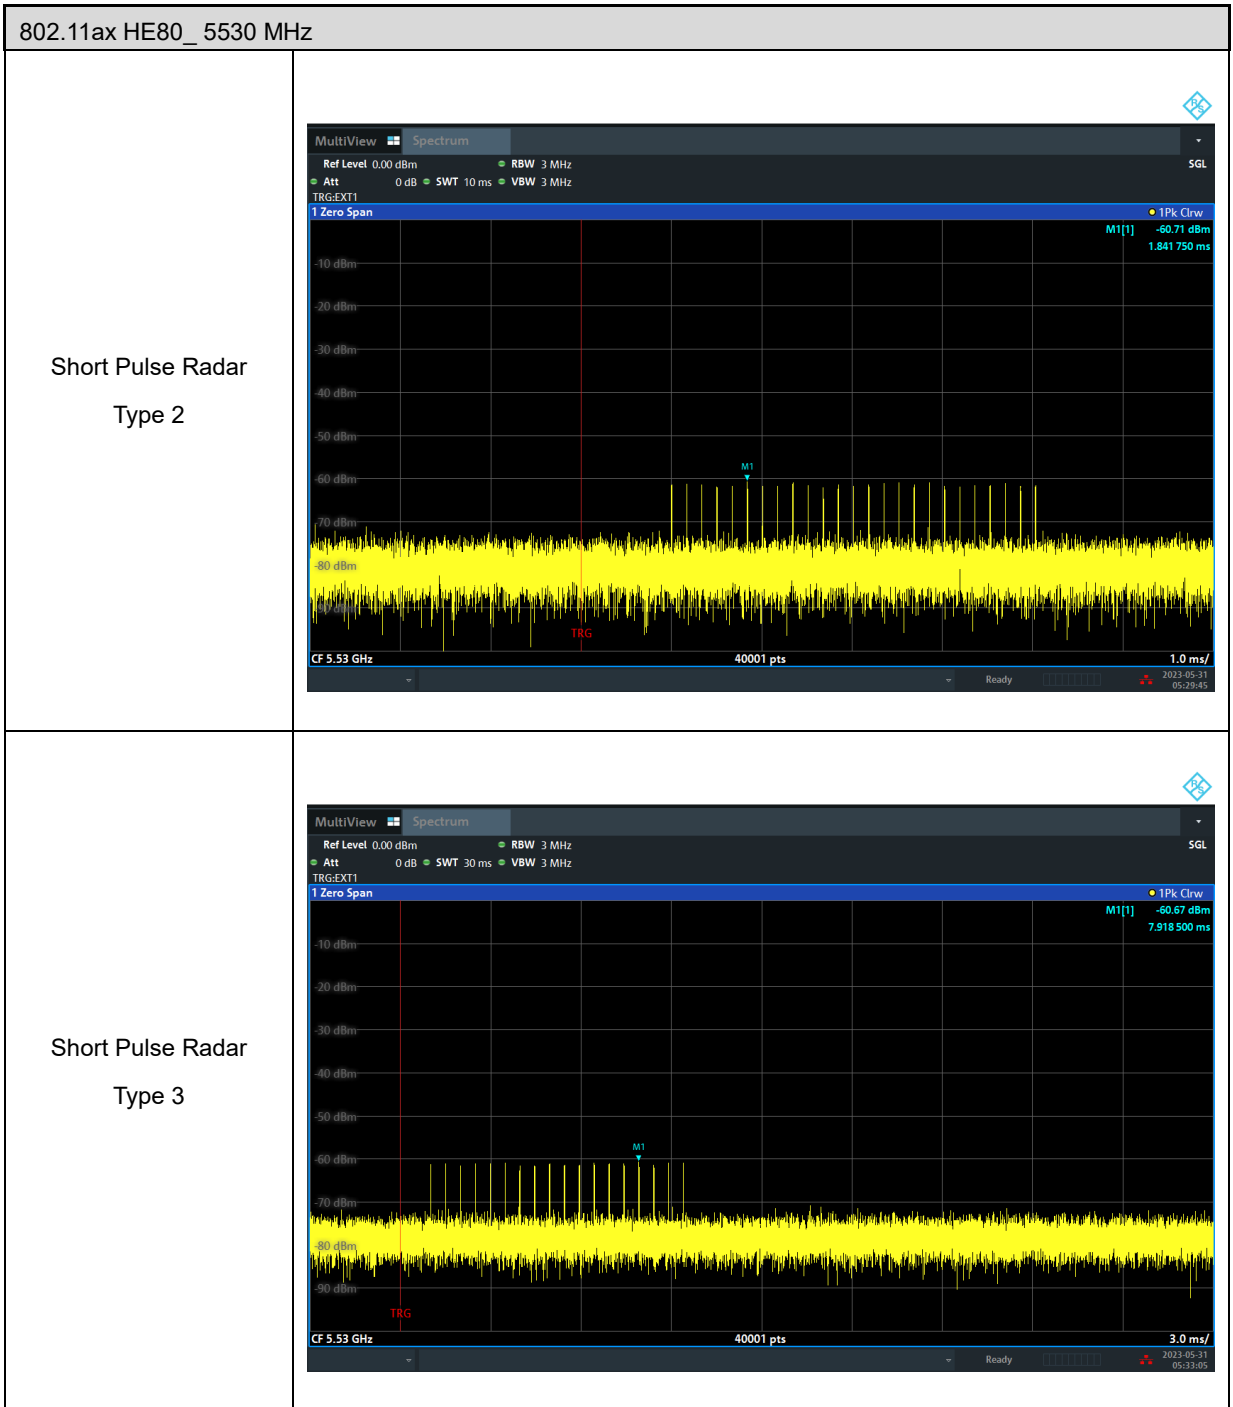 802.11ax HE80_ 5530 MHz
Short Pulse Radar
Type 2
MultiView Spectrum
Ref Level 0.00 dBm RBW 3 MHz SGL
Att 0 dB SWT 10 ms VBW 3 MHz
TRG:EXT1
1 Zero Span 1Pk Clrw
M1[1] -60.71 dBm
1.841 750 ms
-10 dBm
-20 dBm
-30 dBm
-40 dBm
-50 dBm
M1
-60 dBm
-70 dBm
-80 dBm
-90 dBm
TRG
CF 5.53 GHz 40001 pts 1.0 ms/
Ready 2023-05-31
05:29:45
Short Pulse Radar
Type 3
MultiView Spectrum
Ref Level 0.00 dBm RBW 3 MHz SGL
Att 0 dB SWT 30 ms VBW 3 MHz
TRG:EXT1
1 Zero Span 1Pk Clrw
M1[1] -60.67 dBm
7.918 500 ms
-10 dBm
-20 dBm
-30 dBm
-40 dBm
-50 dBm
M1
-60 dBm
-70 dBm
-80 dBm
-90 dBm
TRG
CF 5.53 GHz 40001 pts 3.0 ms/
Ready 2023-05-31
05:33:05